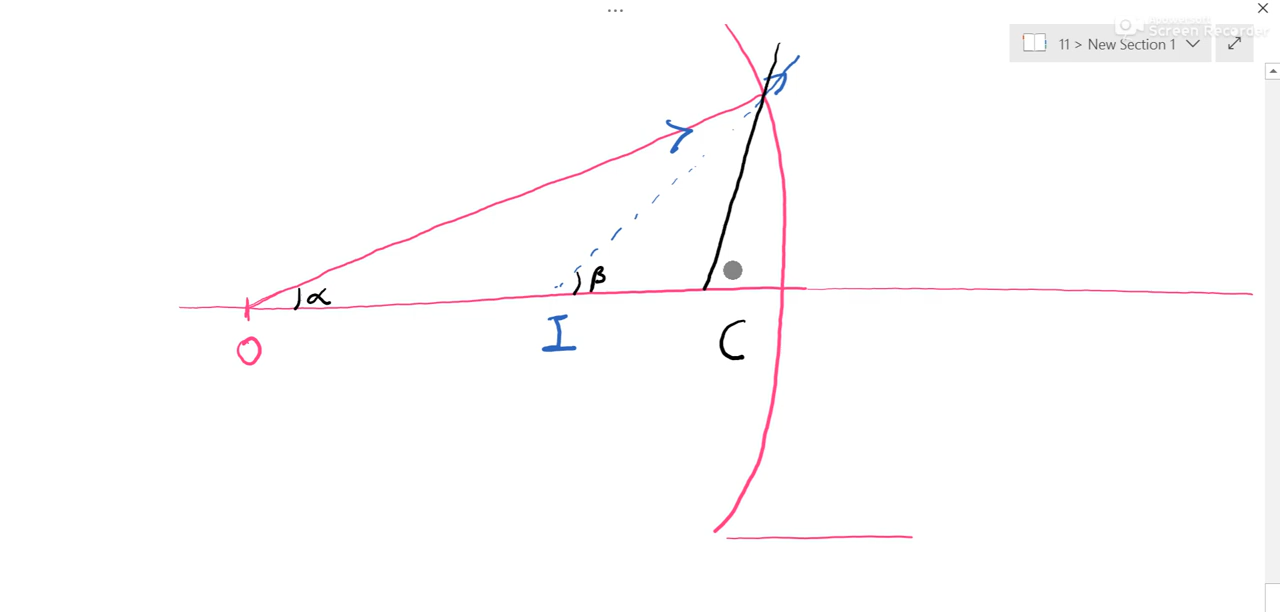 ...
11 > New Section 1
Screen Recorder
α
β
O
I
C